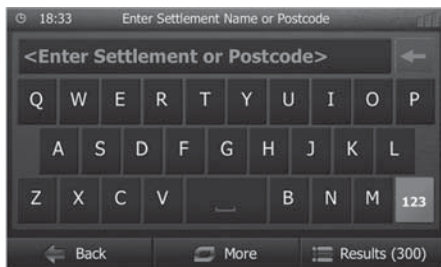 18:33 Enter Settlement Name or Postcode
<Enter Settlement or Postcode>
Q W E R T Y U I O P
A S D F G H J K L
Z X C V B N M 123
Back More Results (300)